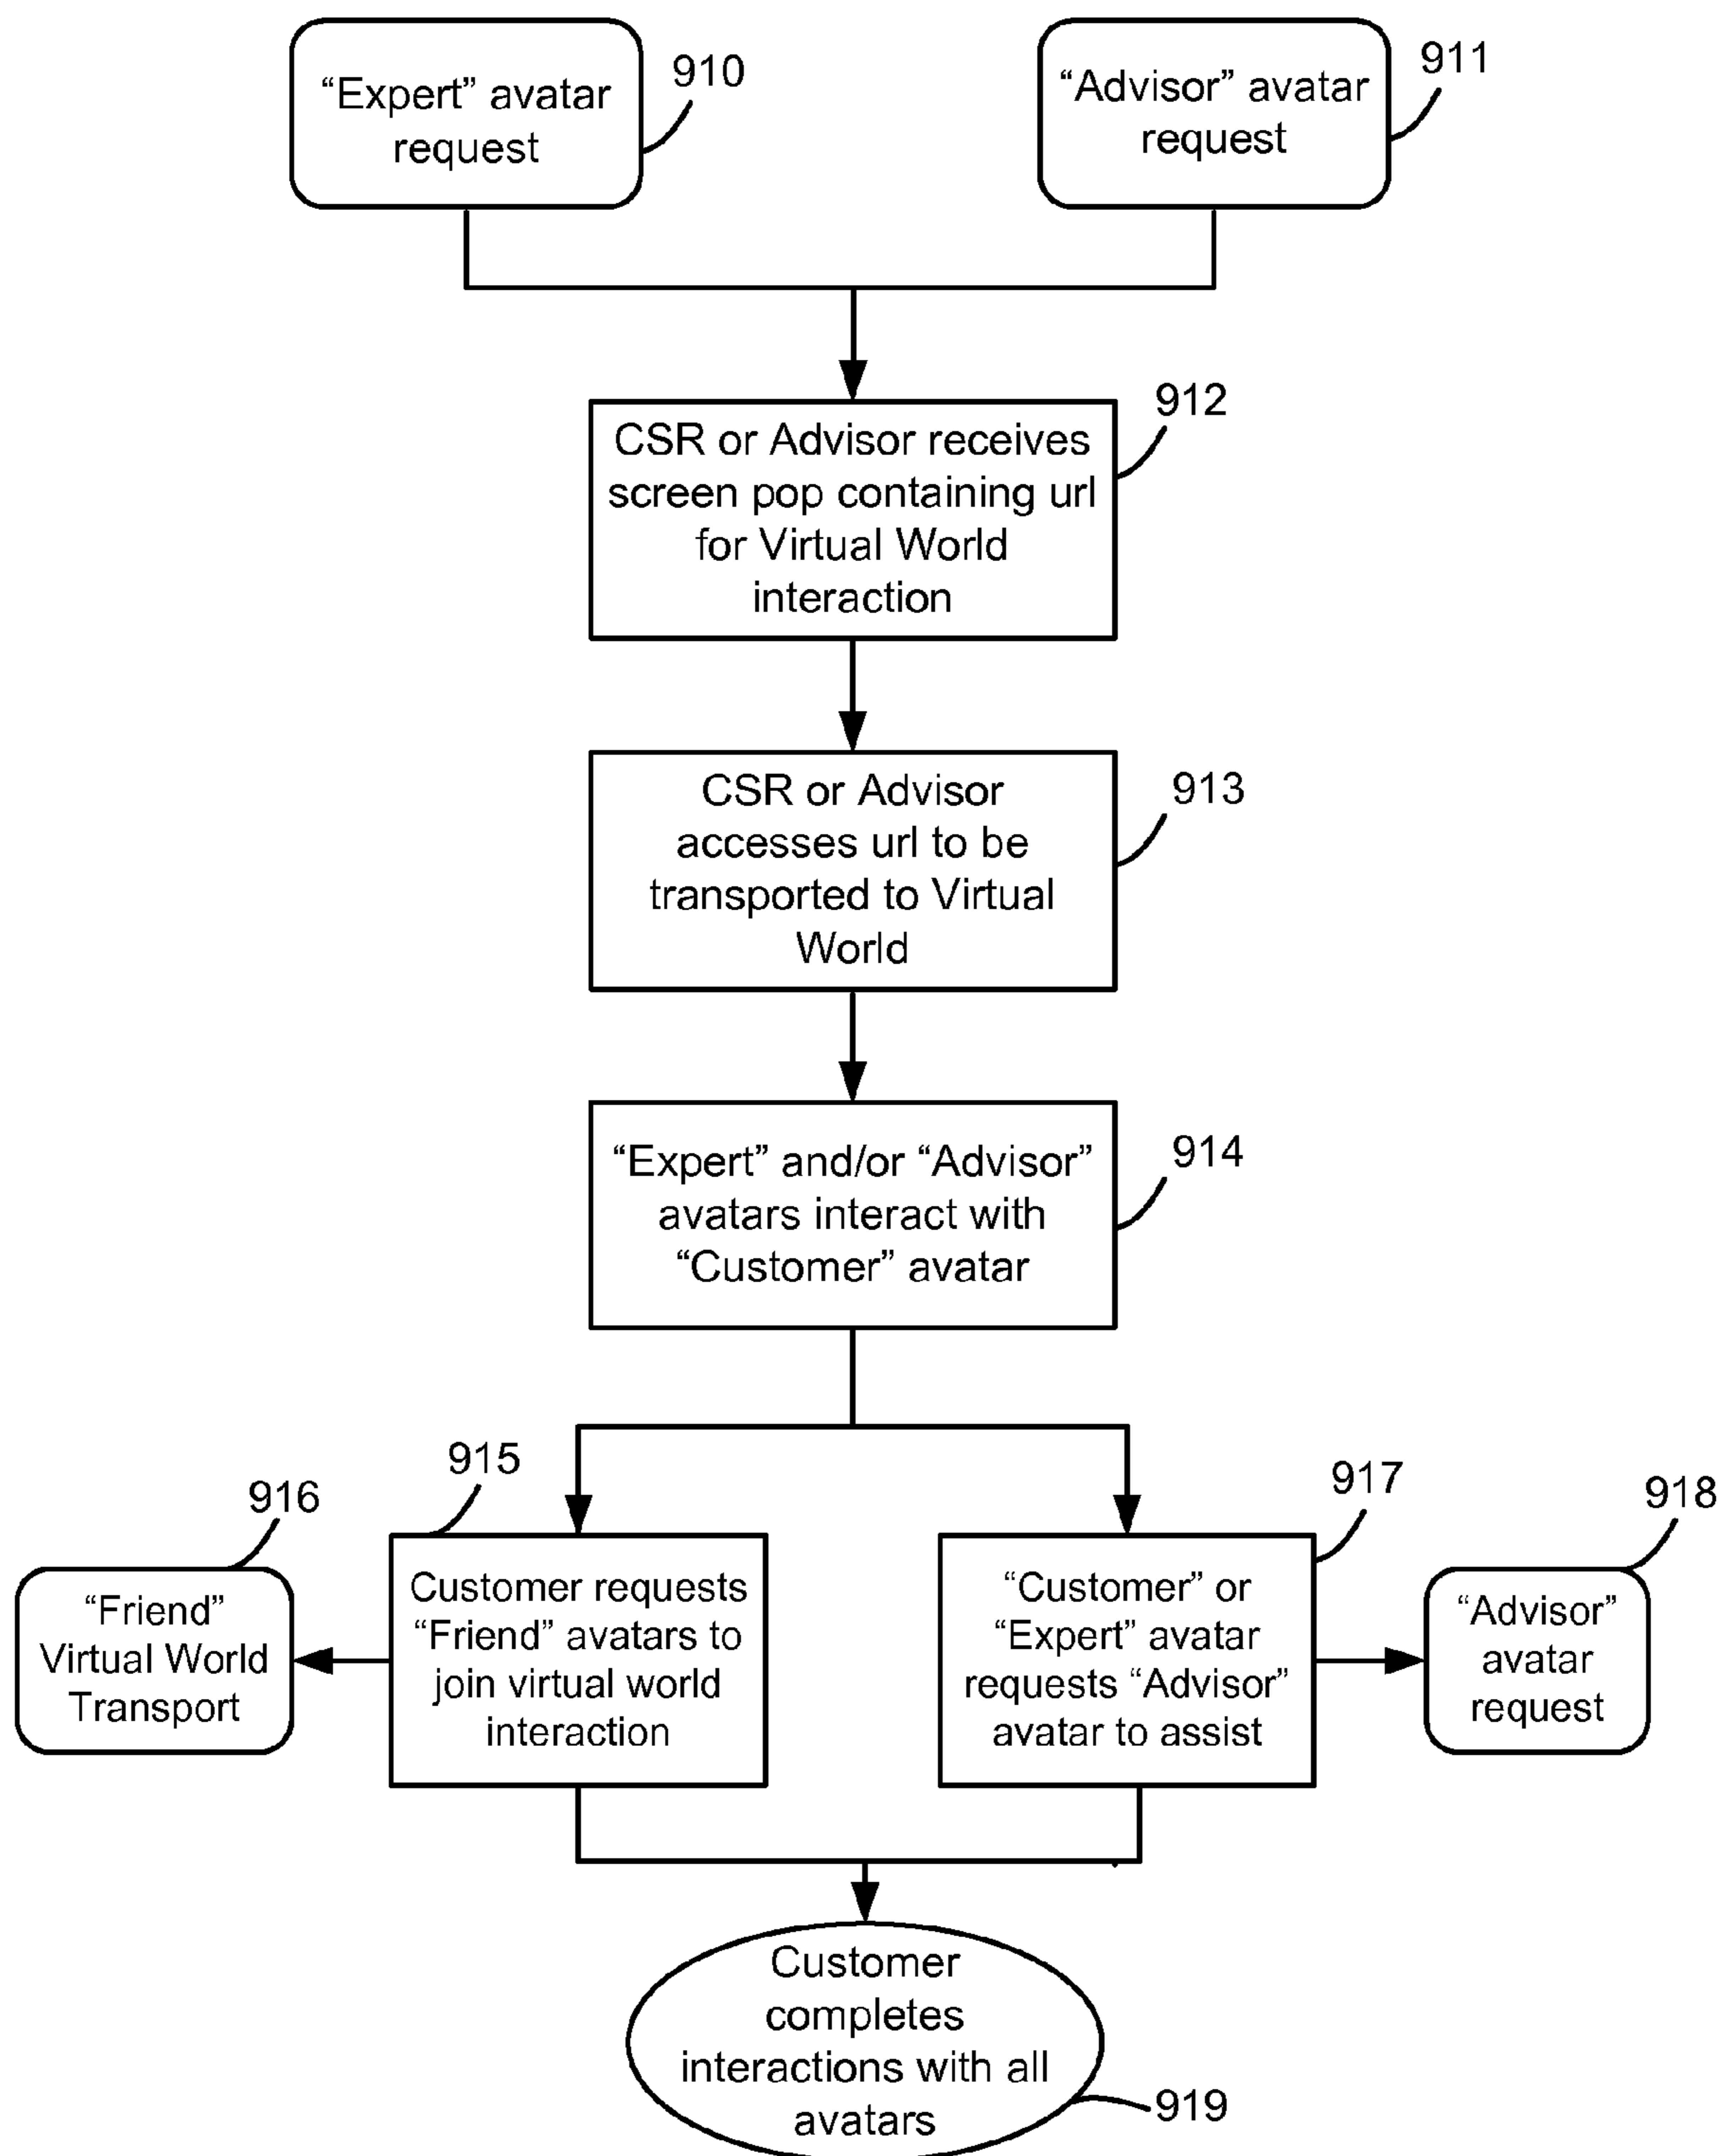 “Expert” avatar
request
910
“Advisor” avatar
request
911
CSR or Advisor receives
screen pop containing url
for Virtual World
interaction
912
CSR or Advisor
accesses url to be
transported to Virtual
World
913
“Expert” and/or “Advisor”
avatars interact with
“Customer” avatar
914
915
Customer requests
“Friend” avatars to
join virtual world
interaction
916
“Friend”
Virtual World
Transport
917
“Customer” or
“Expert” avatar
requests “Advisor”
avatar to assist
918
“Advisor”
avatar
request
Customer
completes
interactions with all
avatars
919